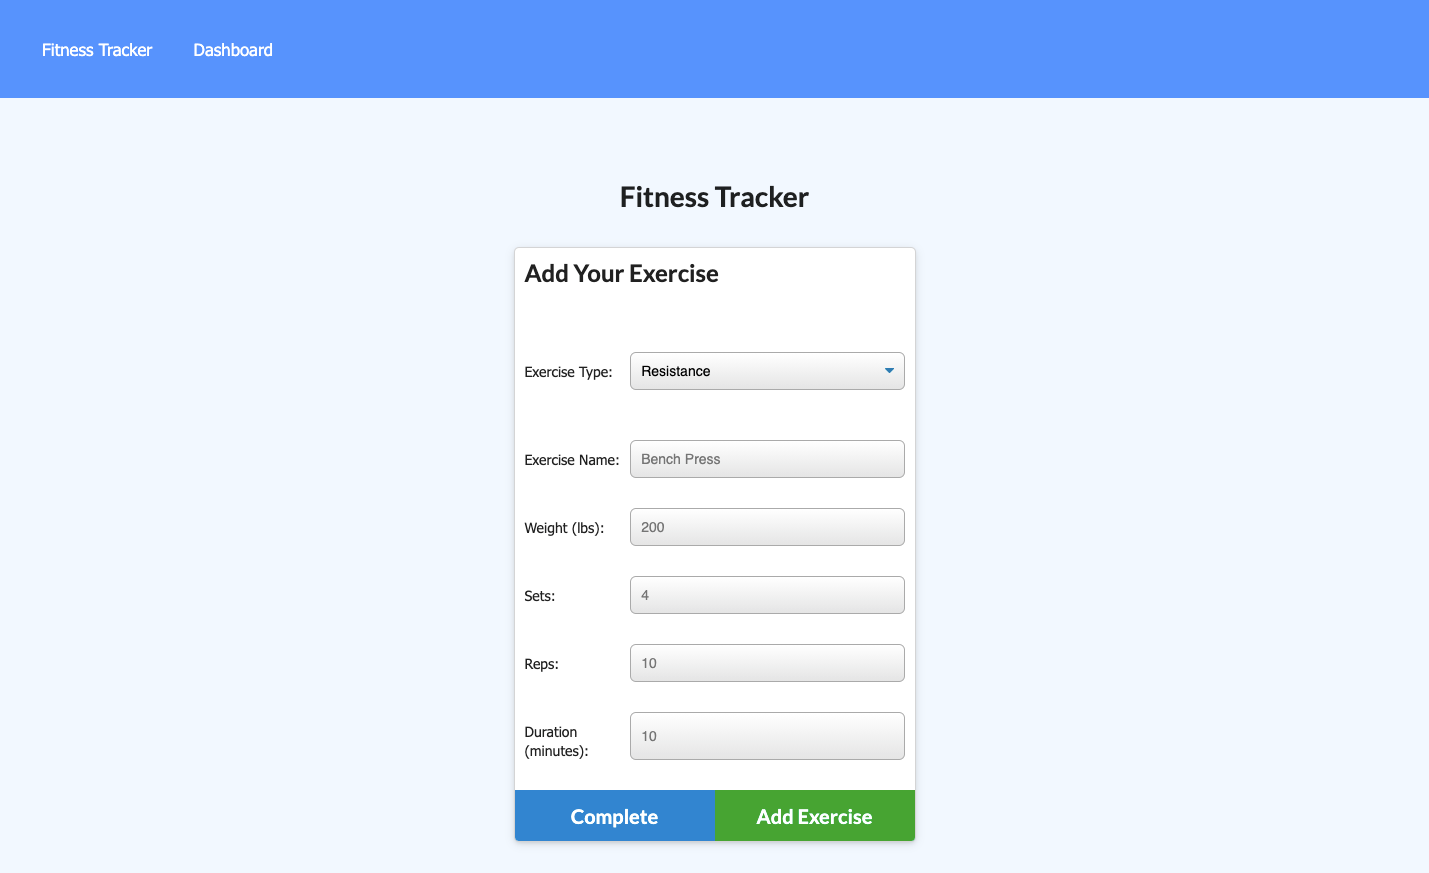 Fitness Tracker
Dashboard
Fitness Tracker
Add Your Exercise
Exercise Type:
Resistance
Exercise Name:
Bench Press
Weight (lbs):
200
Sets:
4
Reps:
10
Duration
(minutes):
10
Complete
Add Exercise